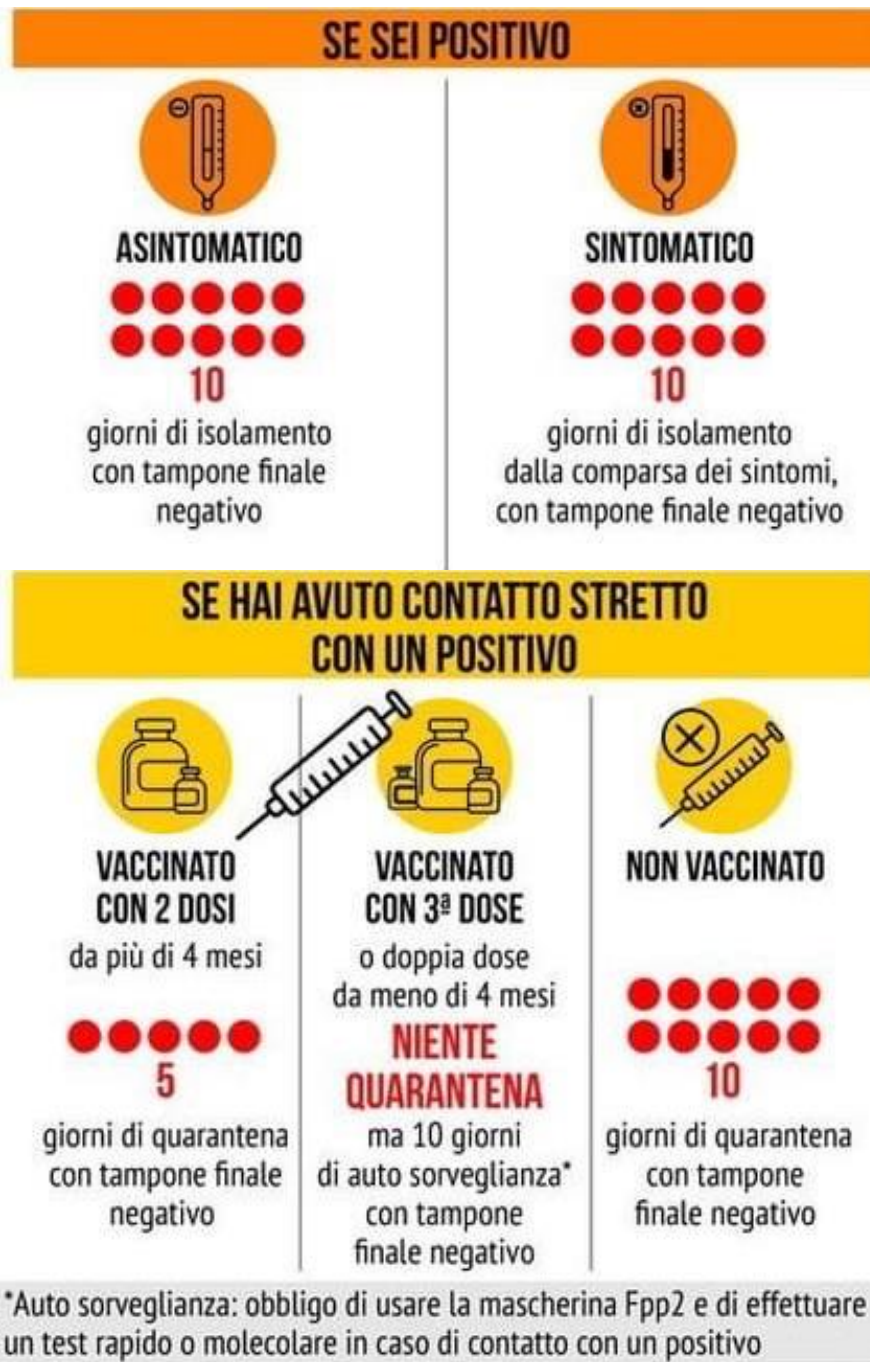 SE SEI POSITIVO
ASINTOMATICO
10
giorni di isolamento
con tampone finale
negativo
SINTOMATICO
10
giorni di isolamento
dalla comparsa dei sintomi,
con tampone finale negativo
SE HAI AVUTO CONTATTO STRETTO
CON UN POSITIVO
VACCINATO
CON 2 DOSI
da più di 4 mesi
5
giorni di quarantena
con tampone finale
negativo
VACCINATO
CON 3ª DOSE
o doppia dose
da meno di 4 mesi
NIENTE
QUARANTENA
ma 10 giorni
di auto sorveglianza*
con tampone
finale negativo
NON VACCINATO
10
giorni di quarantena
con tampone
finale negativo
*Auto sorveglianza: obbligo di usare la mascherina Fpp2 e di effettuare
un test rapido o molecolare in caso di contatto con un positivo